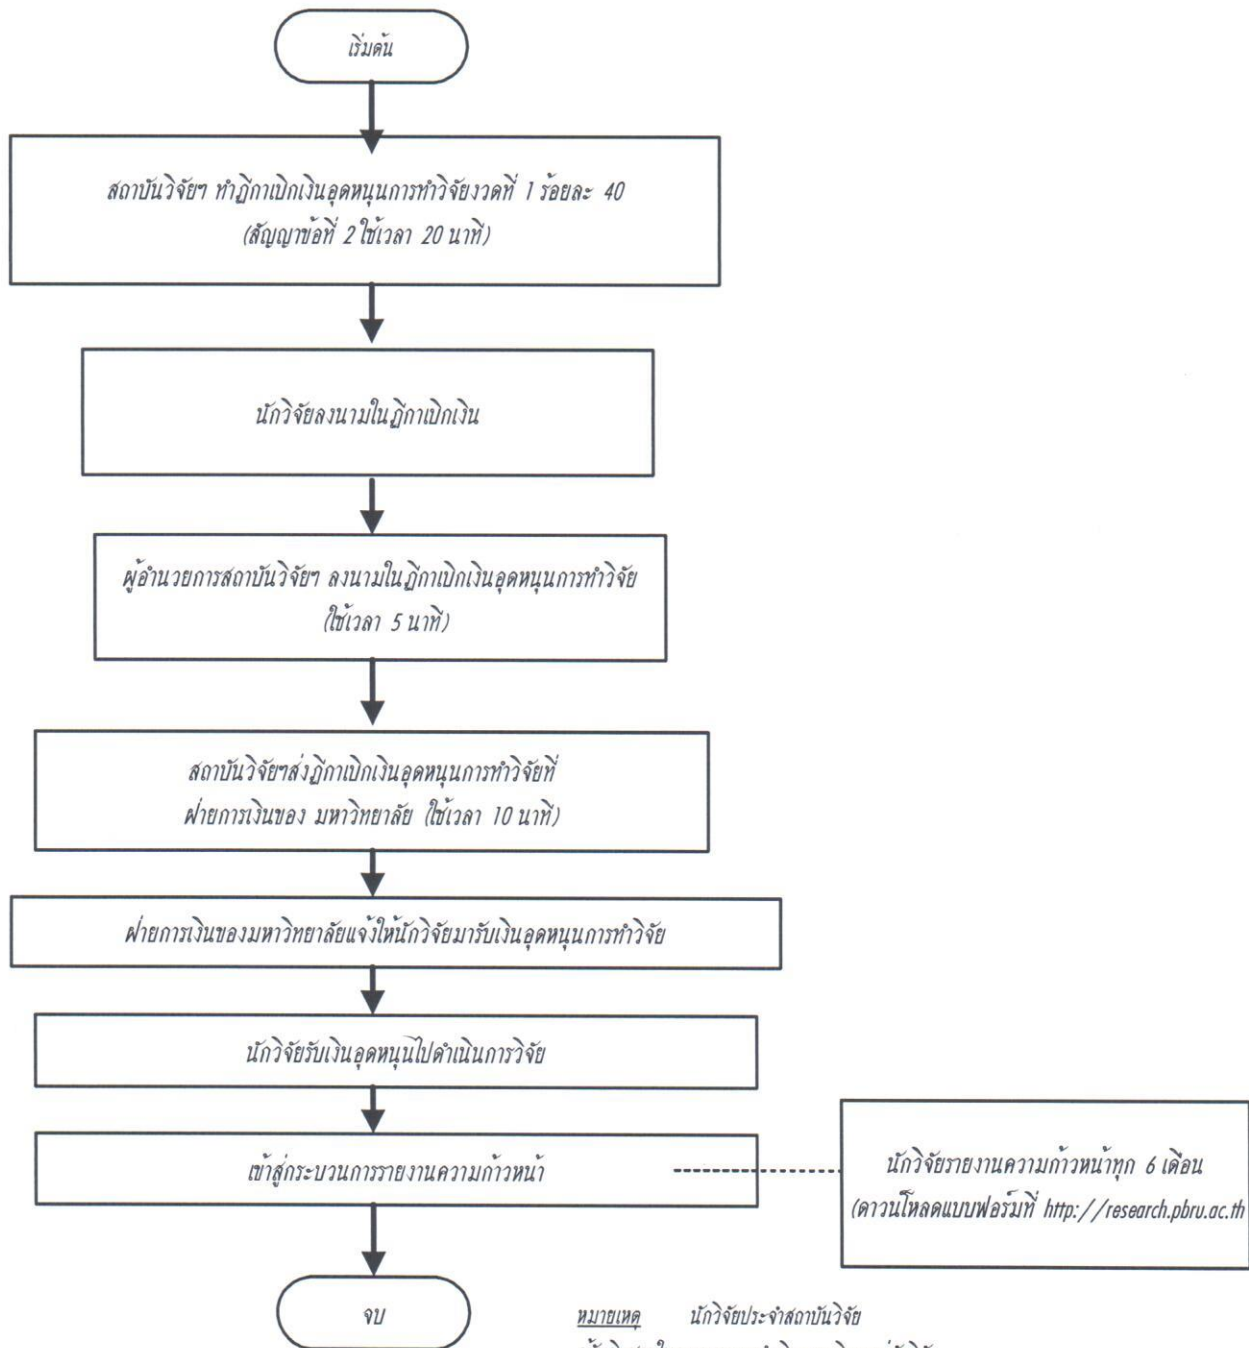 เริ่มต้น
สถาบันวิจัยฯ ทำฎีกาเบิกเงินอุดหนุนการทำวิจัยงวดที่ 1 ร้อยละ 40
(สัญญาข้อที่ 2 ใช้เวลา 20 นาที)
นักวิจัยลงนามในฎีกาเบิกเงิน
ผู้อำนวยการสถาบันวิจัยฯ ลงนามในฎีกาเบิกเงินอุดหนุนการทำวิจัย
(ใช้เวลา 5 นาที)
สถาบันวิจัยฯส่งฎีกาเบิกเงินอุดหนุนการทำวิจัยที่
ฝ่ายการเงินของ มหาวิทยาลัย (ใช้เวลา 10 นาที)
ฝ่ายการเงินของมหาวิทยาลัยแจ้งให้นักวิจัยมารับเงินอุดหนุนการทำวิจัย
นักวิจัยรับเงินอุดหนุนไปดำเนินการวิจัย
เข้าสู่กระบวนการรายงานความก้าวหน้า
นักวิจัยรายงานความก้าวหน้าทุก 6 เดือน
(ดาวน์โหลดแบบฟอร์มที่ http://research.pbru.ac.th
จบ
หมายเหตุ นักวิจัยประจำสถาบันวิจัย